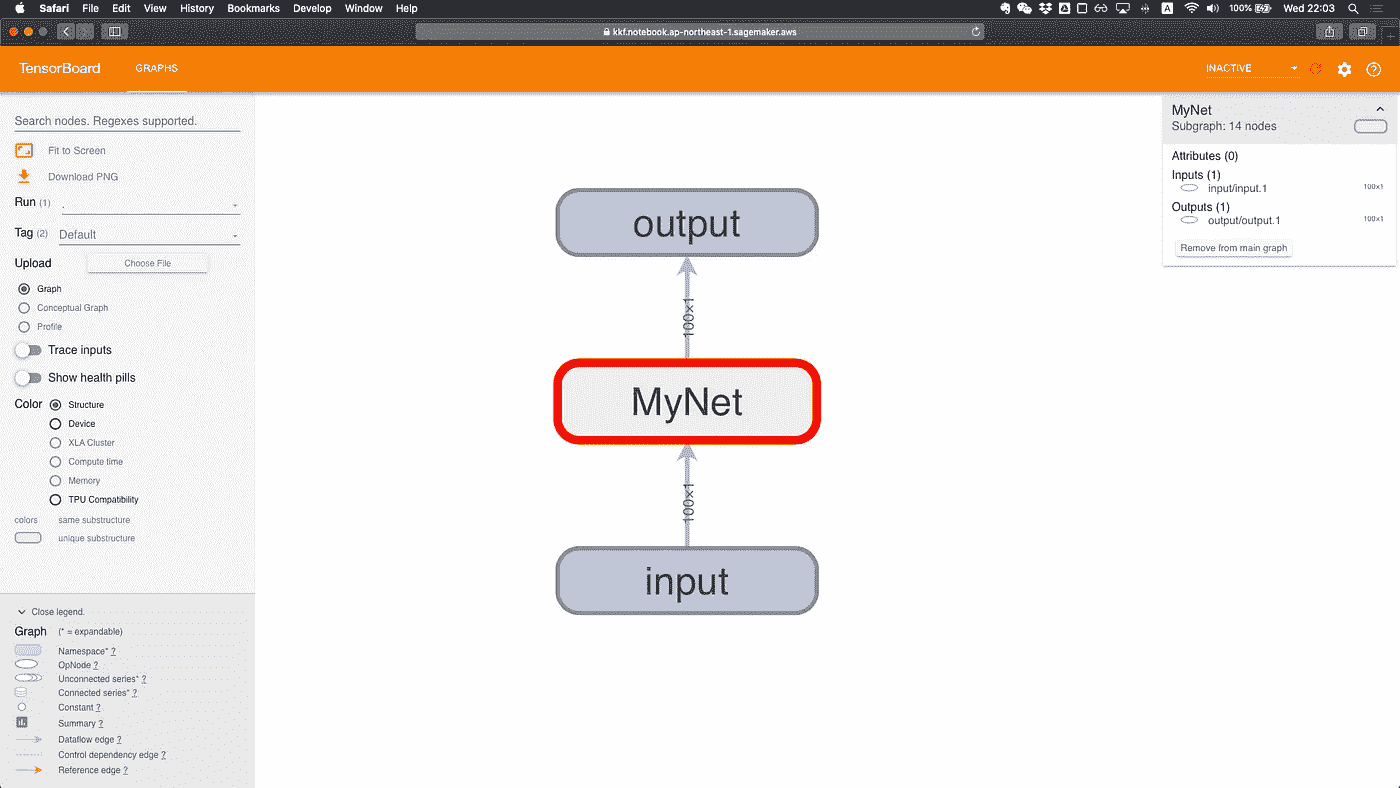 Safari File Edit View History Bookmarks Develop Window Help
A 100% Wed 22:03
kkf.notebook.ap-northeast-1.sagemaker.aws
TensorBoard GRAPHS INACTIVE
Search nodes. Regexes supported.
Fit to Screen
Download PNG
Run (1) .
Tag (2) Default
Upload Choose File
Graph
Conceptual Graph
Profile
Trace inputs
Show health pills
Color Structure
Device
XLA Cluster
Compute time
Memory
TPU Compatibility
colors same substructure
unique substructure
Close legend.
Graph (* = expandable)
Namespace* ?
OpNode ?
Unconnected series* ?
Connected series* ?
Constant ?
Summary ?
Dataflow edge ?
Control dependency edge ?
Reference edge ?
output
100×1
MyNet
100×1
input
MyNet
Subgraph: 14 nodes
Attributes (0)
Inputs (1)
input/input.1 100x1
Outputs (1)
output/output.1 100x1
Remove from main graph